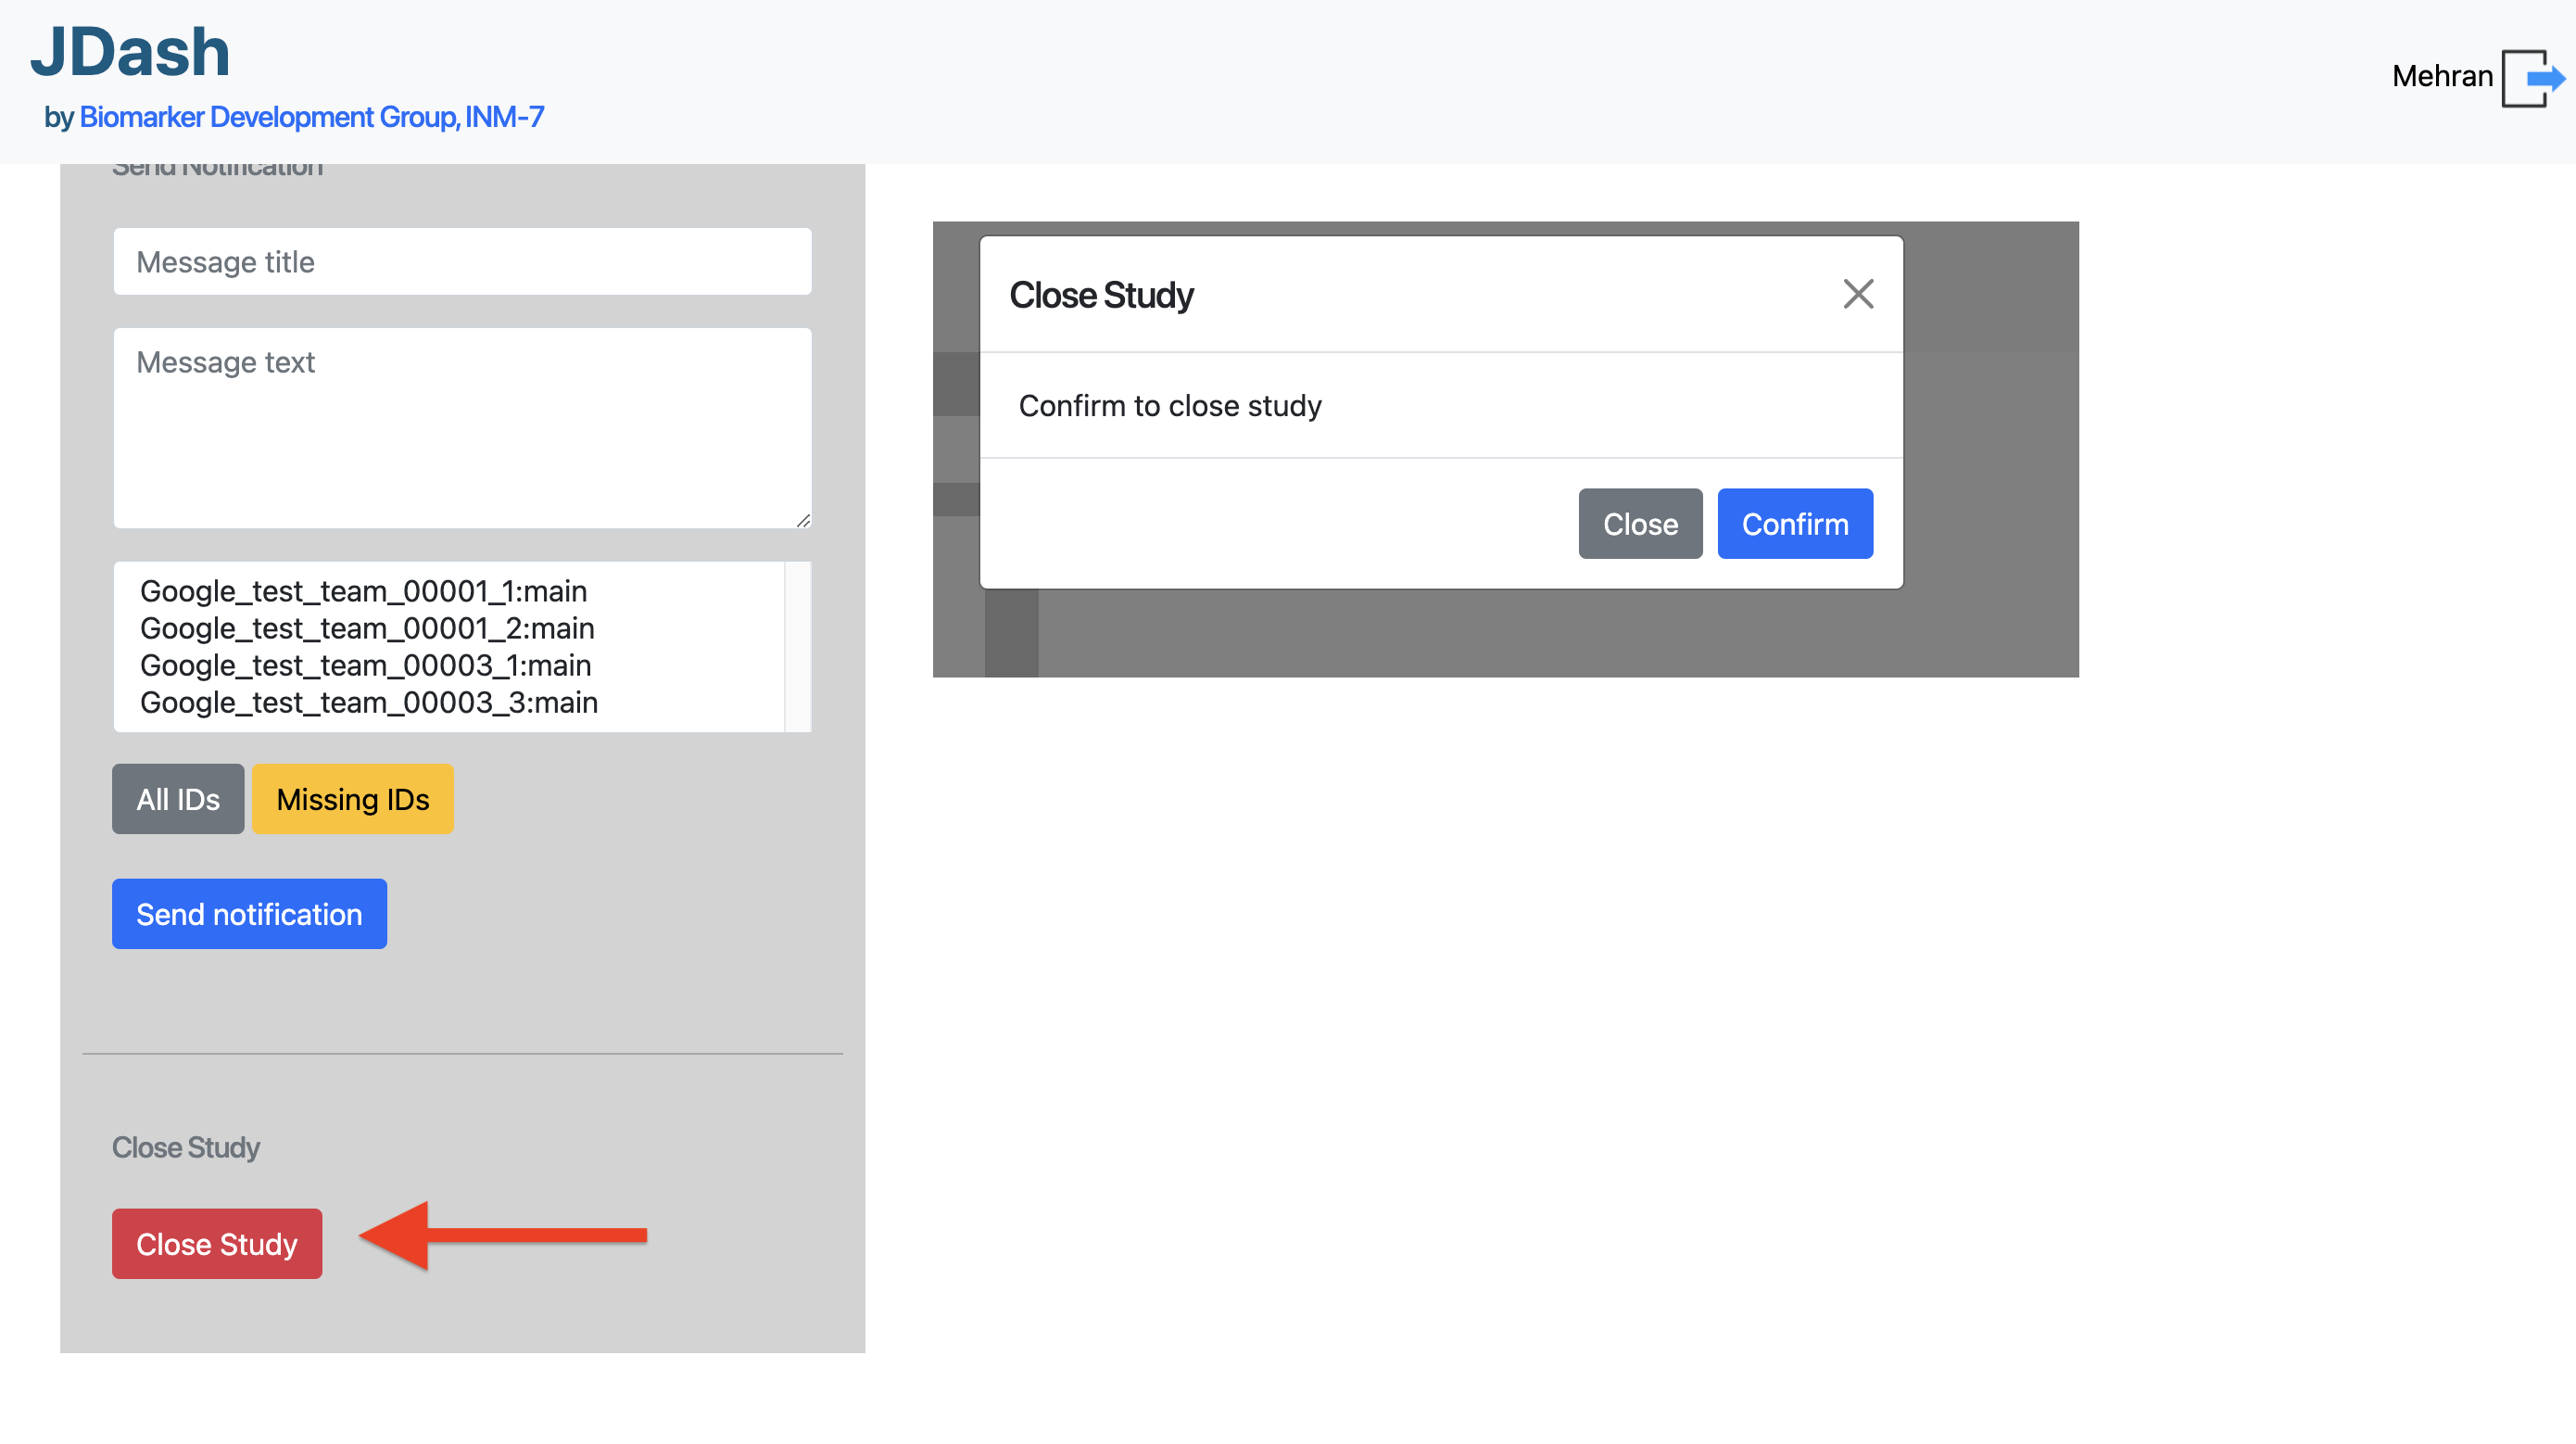 JDash
by Biomarker Development Group, INM-7
Mehran
Send Notification
Message title
Message text
Google_test_team_00001_1:main
Google_test_team_00001_2:main
Google_test_team_00003_1:main
Google_test_team_00003_3:main
All IDs Missing IDs
Send notification
Close Study
Close Study
Close Study
Confirm to close study
Close Confirm